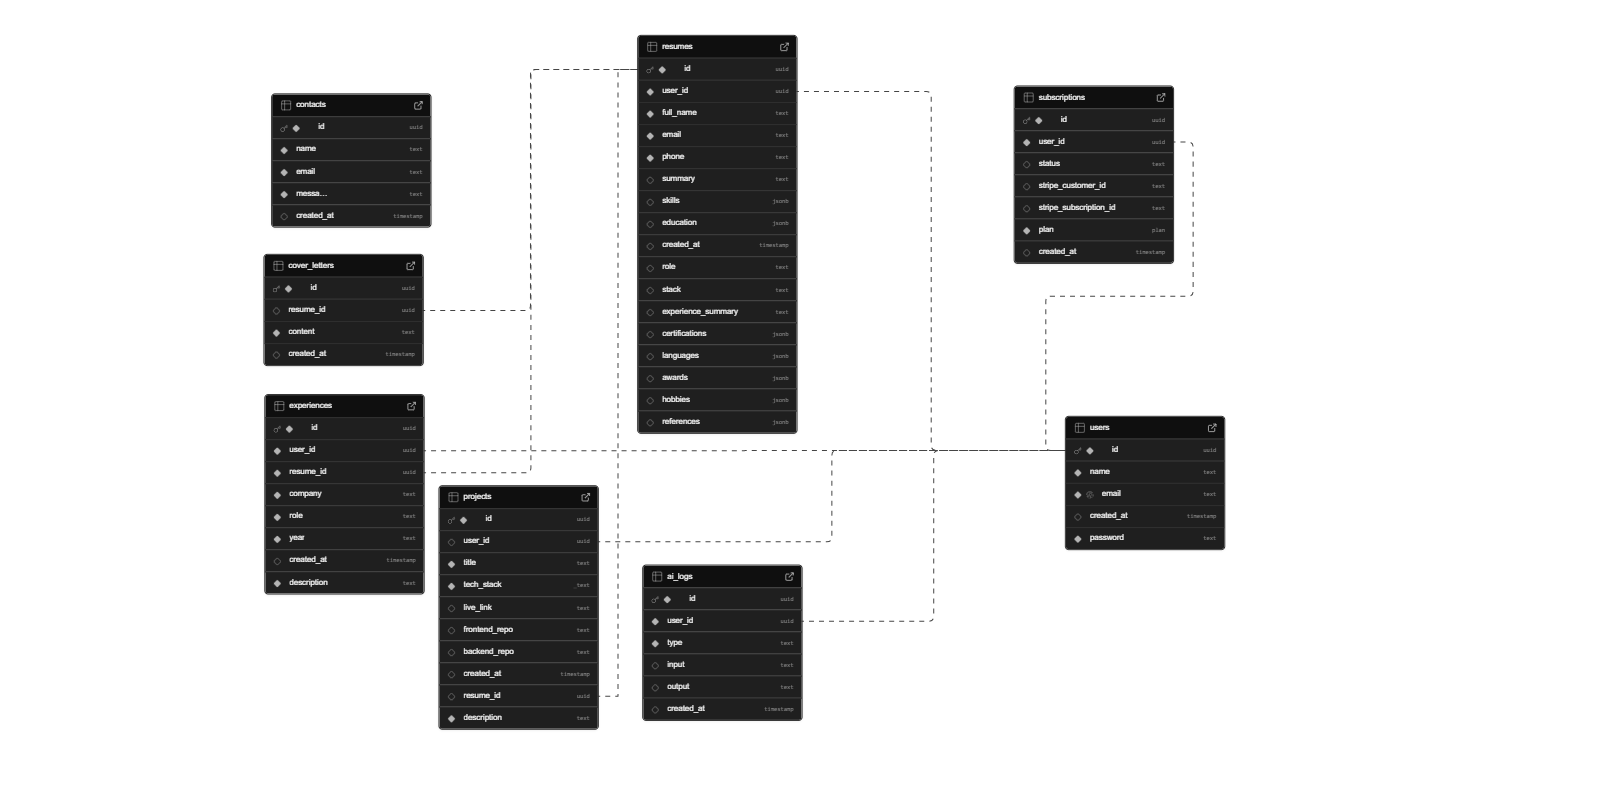 resumes
id uuid
user_id uuid
full_name text
email text
phone text
summary text
skills jsonb
education jsonb
created_at timestamp
role text
stack text
experience_summary text
certifications jsonb
languages jsonb
awards jsonb
hobbies jsonb
references jsonb
subscriptions
id uuid
user_id uuid
status text
stripe_customer_id text
stripe_subscription_id text
plan plan
created_at timestamp
contacts
id uuid
name text
email text
messa... text
created_at timestamp
cover_letters
id uuid
resume_id uuid
content text
created_at timestamp
experiences
id uuid
user_id uuid
resume_id uuid
company text
role text
year text
created_at timestamp
description text
users
id uuid
name text
email text
created_at timestamp
password text
projects
id uuid
user_id uuid
title text
tech_stack _text
live_link text
frontend_repo text
backend_repo text
created_at timestamp
resume_id uuid
description text
ai_logs
id uuid
user_id uuid
type text
input text
output text
created_at timestamp